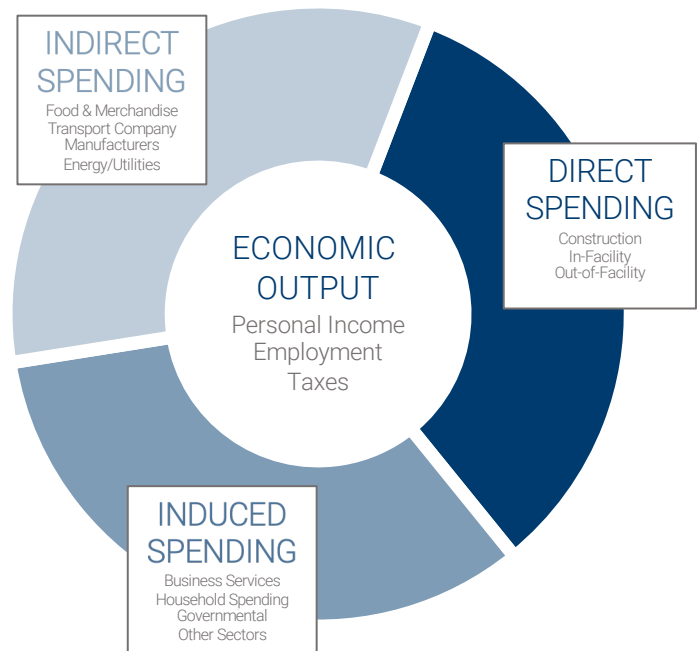 INDIRECT
SPENDING
Food & Merchandise
Transport Company
Manufacturers
Energy/Utilities
DIRECT
SPENDING
Construction
In-Facility
Out-of-Facility
ECONOMIC
OUTPUT
Personal Income
Employment
Taxes
INDUCED
SPENDING
Business Services
Household Spending
Governmental
Other Sectors